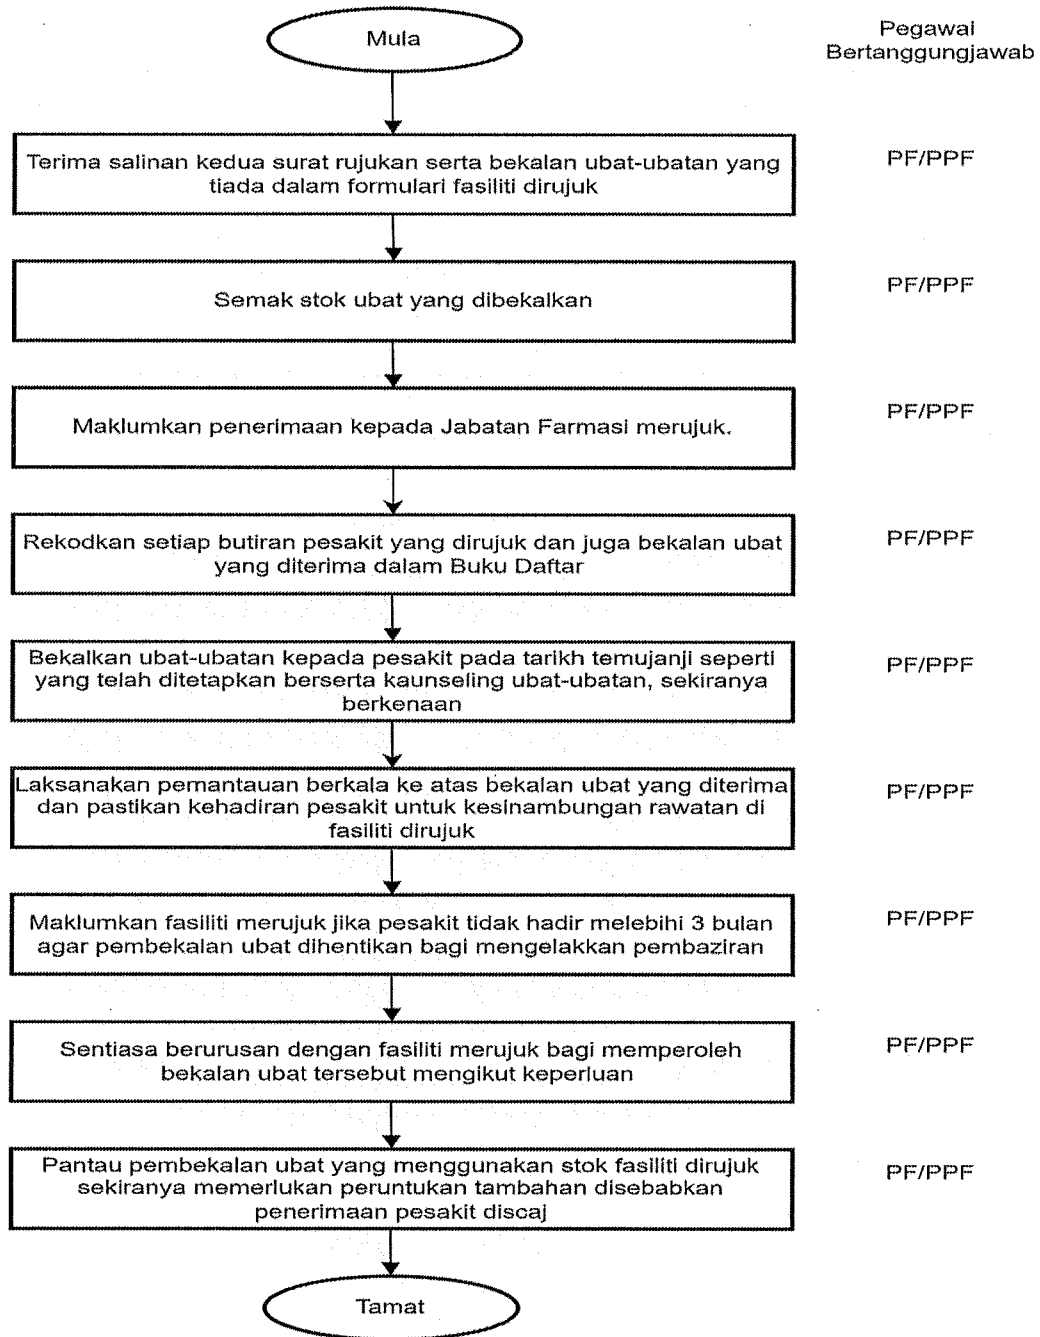 Mula
Pegawai
Bertanggungjawab
Terima salinan kedua surat rujukan serta bekalan ubat-ubatan yang
tiada dalam formulari fasiliti dirujuk
PF/PPF
Semak stok ubat yang dibekalkan
PF/PPF
Maklumkan penerimaan kepada Jabatan Farmasi merujuk.
PF/PPF
Rekodkan setiap butiran pesakit yang dirujuk dan juga bekalan ubat
yang diterima dalam Buku Daftar
PF/PPF
Bekalkan ubat-ubatan kepada pesakit pada tarikh temujanji seperti
yang telah ditetapkan berserta kaunseling ubat-ubatan, sekiranya
berkenaan
PF/PPF
Laksanakan pemantauan berkala ke atas bekalan ubat yang diterima
dan pastikan kehadiran pesakit untuk kesinambungan rawatan di
fasiliti dirujuk
PF/PPF
Maklumkan fasiliti merujuk jika pesakit tidak hadir melebihi 3 bulan
agar pembekalan ubat dihentikan bagi mengelakkan pembaziran
PF/PPF
Sentiasa berurusan dengan fasiliti merujuk bagi memperoleh
bekalan ubat tersebut mengikut keperluan
PF/PPF
Pantau pembekalan ubat yang menggunakan stok fasiliti dirujuk
sekiranya memerlukan peruntukan tambahan disebabkan
penerimaan pesakit discaj
PF/PPF
Tamat